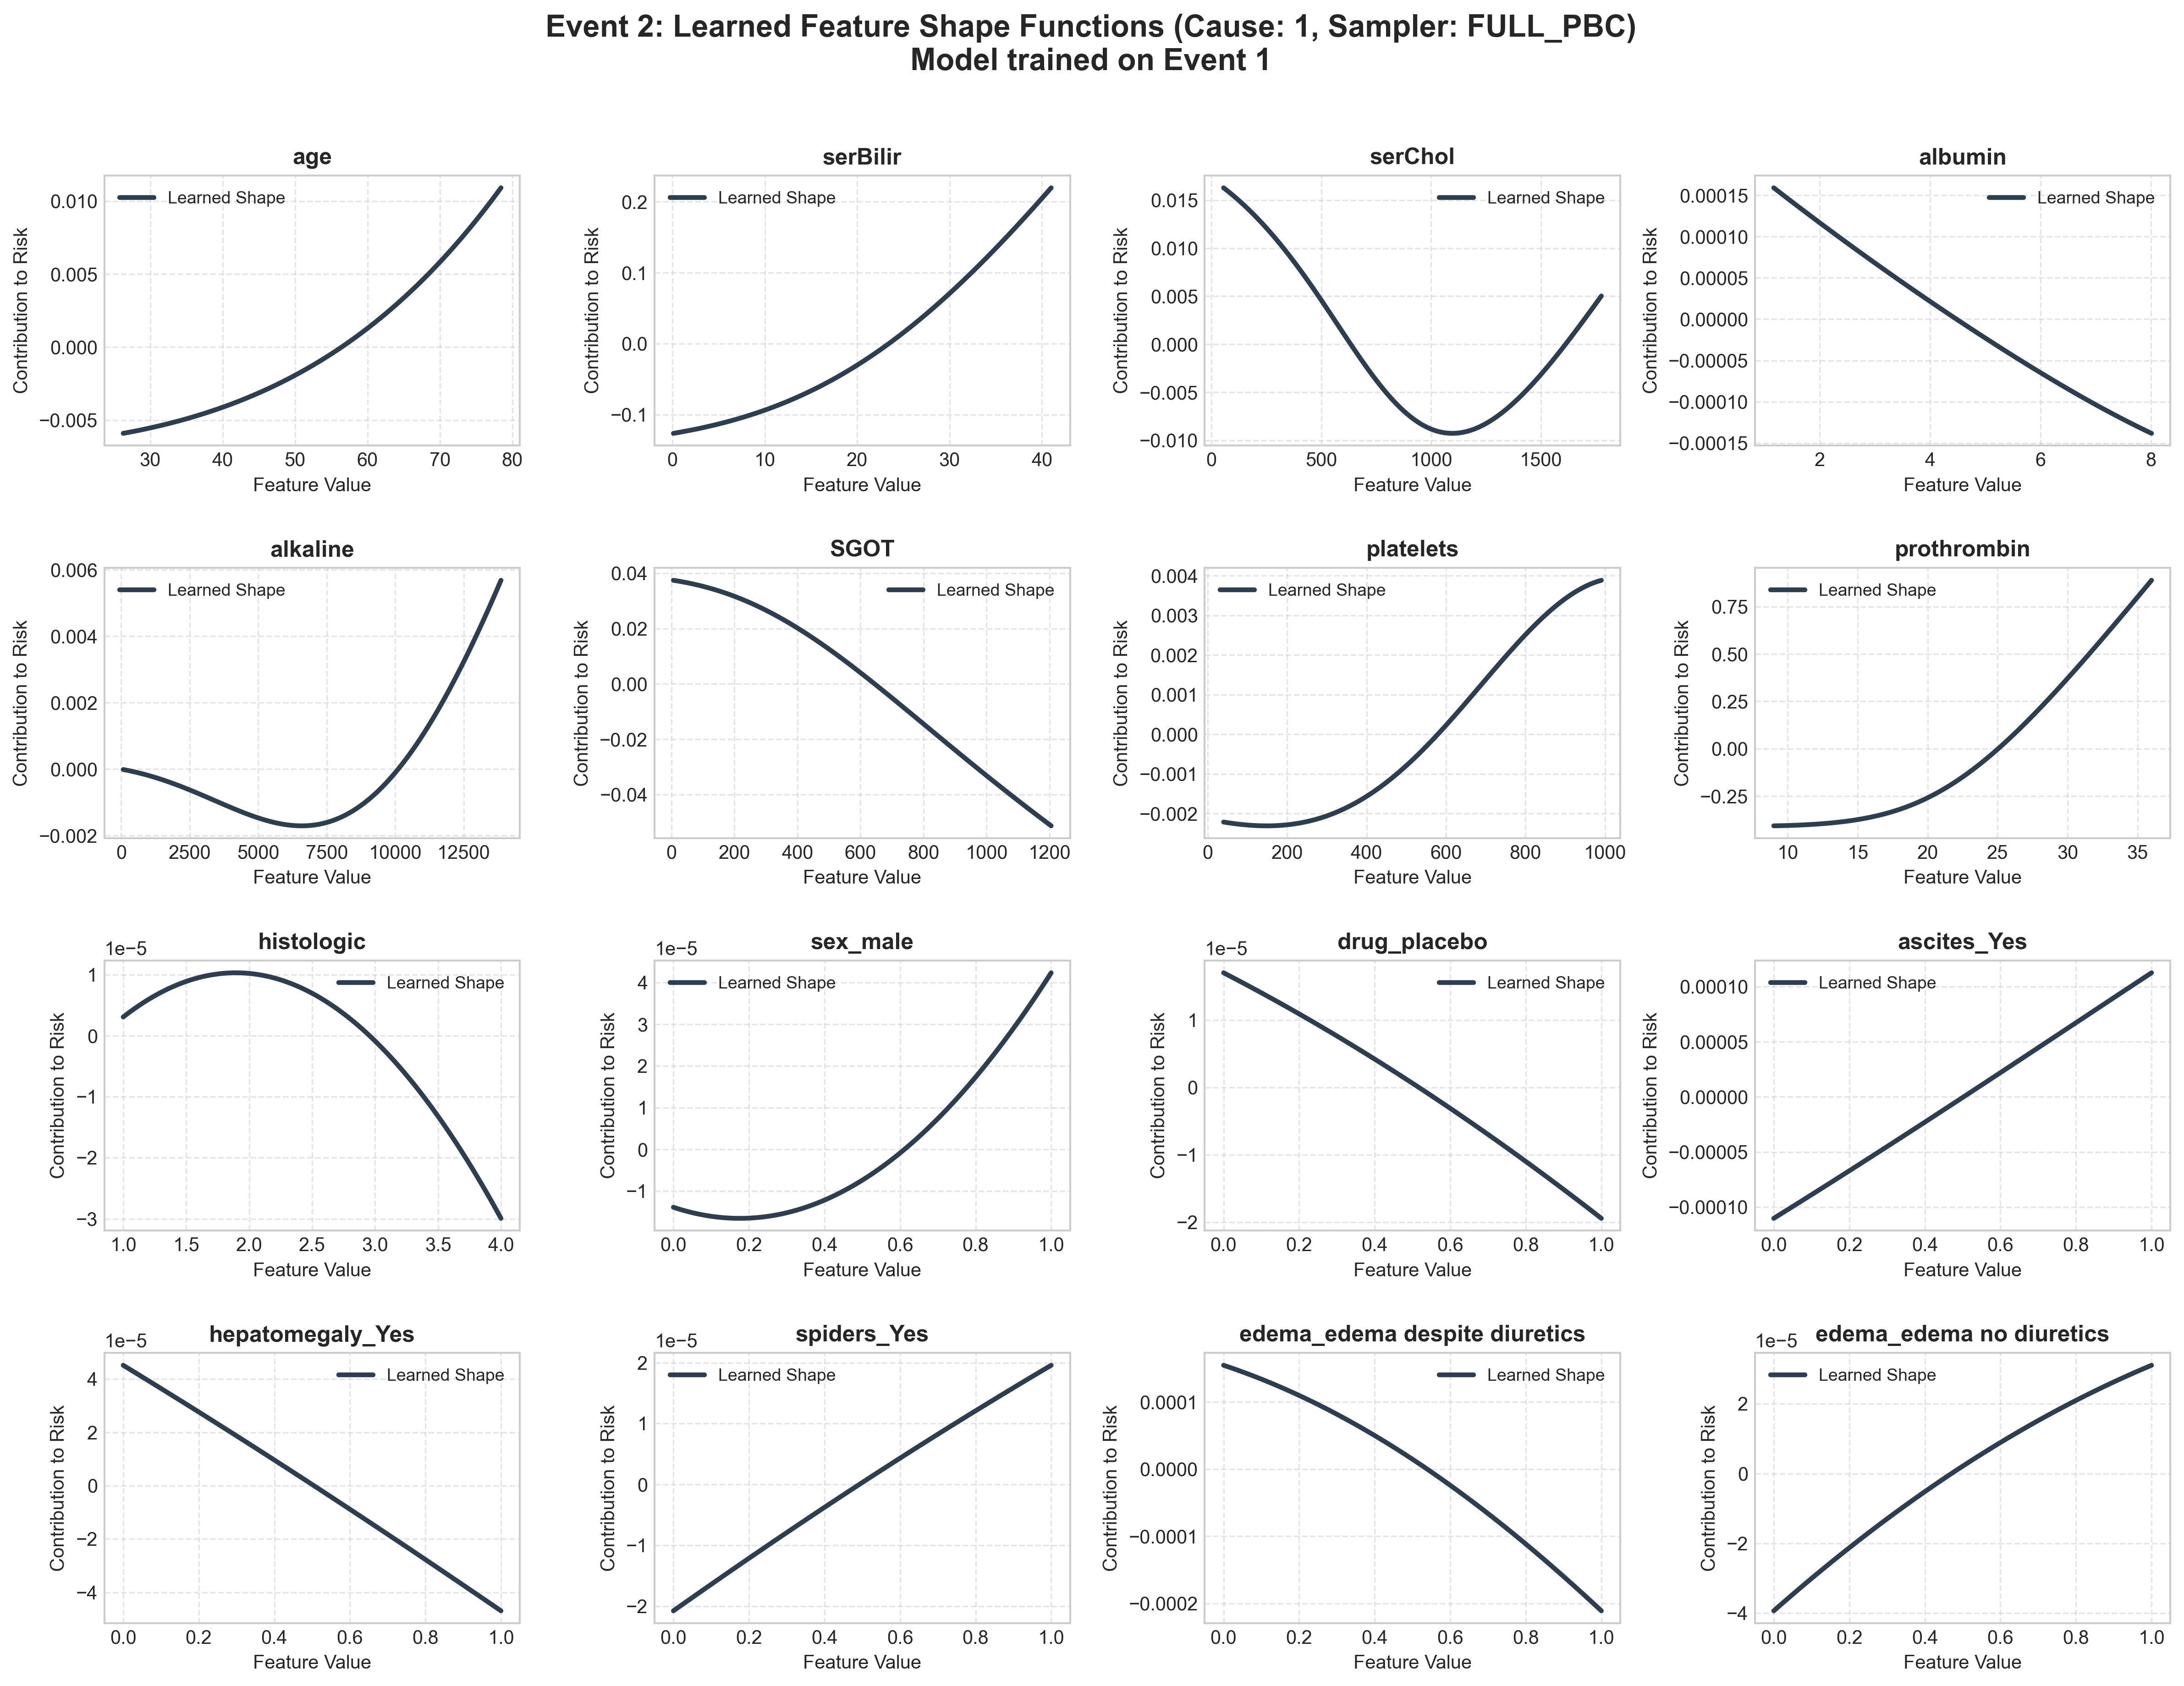 Event 2: Learned Feature Shape Functions (Cause: 1, Sampler: FULL_PBC)
Model trained on Event 1
age
Learned Shape
Contribution to Risk
0.010
0.005
0.000
−0.005
30 40 50 60 70 80
Feature Value
serBilir
Learned Shape
Contribution to Risk
0.2
0.1
0.0
−0.1
0 10 20 30 40
Feature Value
serChol
Learned Shape
Contribution to Risk
0.015
0.010
0.005
0.000
−0.005
−0.010
0 500 1000 1500
Feature Value
albumin
Learned Shape
Contribution to Risk
0.00015
0.00010
0.00005
0.00000
−0.00005
−0.00010
−0.00015
2 4 6 8
Feature Value
alkaline
Learned Shape
Contribution to Risk
0.006
0.004
0.002
0.000
−0.002
0 2500 5000 7500 10000 12500
Feature Value
SGOT
Learned Shape
Contribution to Risk
0.04
0.02
0.00
−0.02
−0.04
0 200 400 600 800 1000 1200
Feature Value
platelets
Learned Shape
Contribution to Risk
0.004
0.003
0.002
0.001
0.000
−0.001
−0.002
0 200 400 600 800 1000
Feature Value
prothrombin
Learned Shape
Contribution to Risk
0.75
0.50
0.25
0.00
−0.25
10 15 20 25 30 35
Feature Value
histologic
1e−5
Learned Shape
Contribution to Risk
1
0
−1
−2
−3
1.0 1.5 2.0 2.5 3.0 3.5 4.0
Feature Value
sex_male
1e−5
Learned Shape
Contribution to Risk
4
3
2
1
0
−1
0.0 0.2 0.4 0.6 0.8 1.0
Feature Value
drug_placebo
1e−5
Learned Shape
Contribution to Risk
1
0
−1
−2
0.0 0.2 0.4 0.6 0.8 1.0
Feature Value
ascites_Yes
Learned Shape
Contribution to Risk
0.00010
0.00005
0.00000
−0.00005
−0.00010
0.0 0.2 0.4 0.6 0.8 1.0
Feature Value
hepatomegaly_Yes
1e−5
Learned Shape
Contribution to Risk
4
2
0
−2
−4
0.0 0.2 0.4 0.6 0.8 1.0
Feature Value
spiders_Yes
1e−5
Learned Shape
Contribution to Risk
2
1
0
−1
−2
0.0 0.2 0.4 0.6 0.8 1.0
Feature Value
edema_edema despite diuretics
Learned Shape
Contribution to Risk
0.0001
0.0000
−0.0001
−0.0002
0.0 0.2 0.4 0.6 0.8 1.0
Feature Value
edema_edema no diuretics
1e−5
Learned Shape
Contribution to Risk
2
0
−2
−4
0.0 0.2 0.4 0.6 0.8 1.0
Feature Value